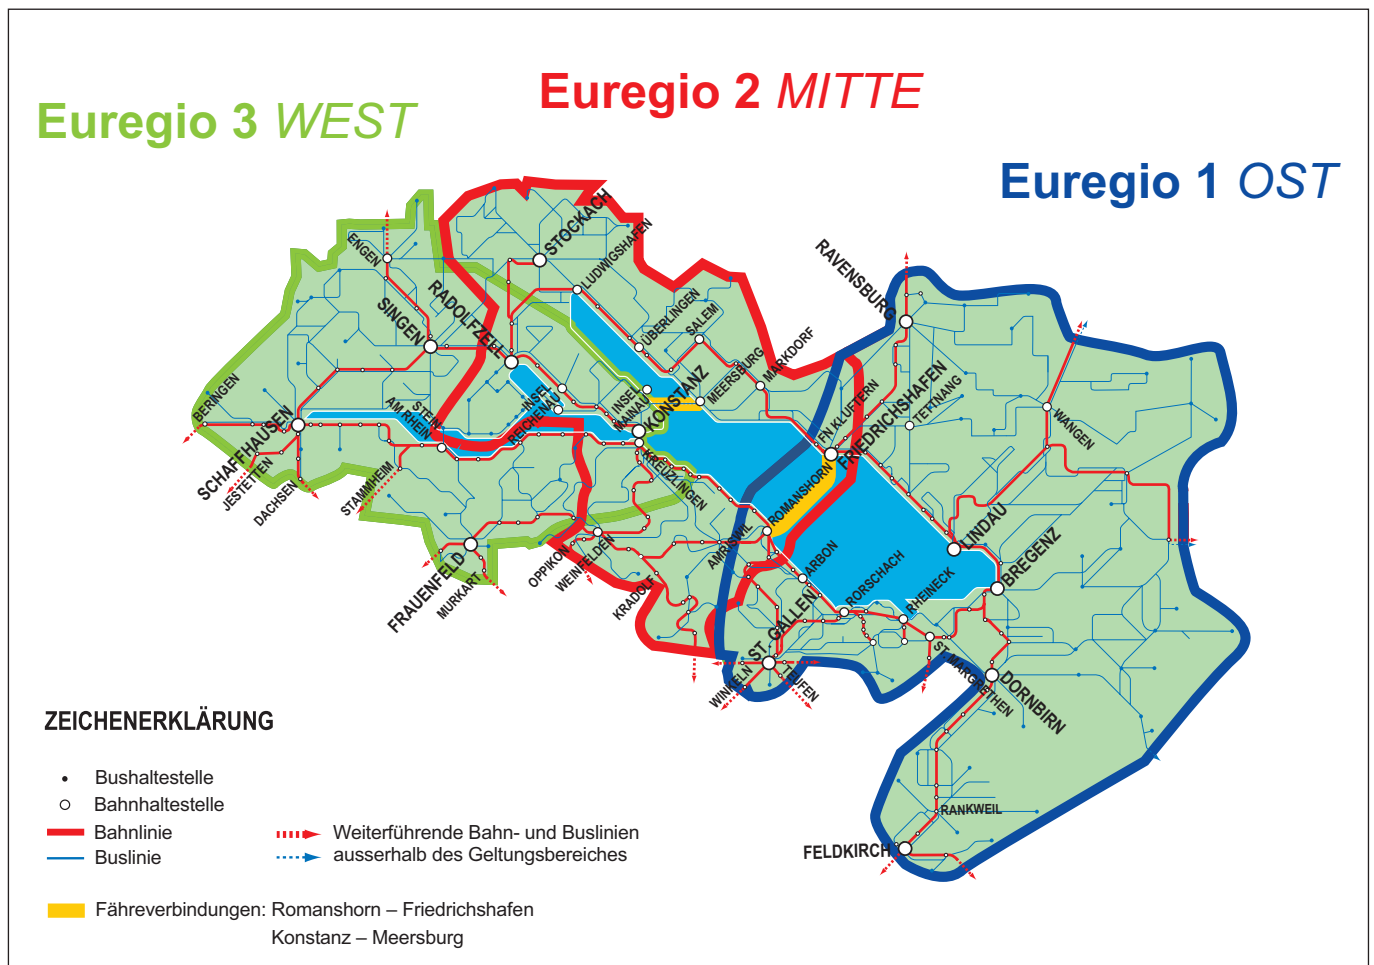 Euregio 3 WEST
Euregio 2 MITTE
Euregio 1 OST
STOCKACH
LUDWIGSHAFEN
ENGEN
RADOLFZELL
SINGEN
ÜBERLINGEN
SALEM
RAVENSBURG
MARKDORF
MEERSBURG
BERINGEN
SCHAFFHAUSEN
JESTETTEN
DACHSEN
STEIN
AM RHEIN
STAMMHEIM
INSEL
REICHENAU
INSEL
MAINAU
KONSTANZ
KREUZLINGEN
FN KLUFTERN
FRIEDRICHSHAFEN
TETTNANG
WANGEN
ROMANSHORN
AMRISWIL
ARBON
LINDAU
BREGENZ
FRAUENFELD
MURKART
OPPIKON
WEINFELDEN
KRADOLF
RORSCHACH
RHEINECK
ST. GALLEN
WINKELN
TEUFEN
ST. MARGRETHEN
DORNBIRN
RANKWEIL
FELDKIRCH
ZEICHENERKLÄRUNG
Bushaltestelle
Bahnhaltestelle
Bahnlinie
Buslinie
Weiterführende Bahn- und Buslinien
ausserhalb des Geltungsbereiches
Fähreverbindungen: Romanshorn – Friedrichshafen
Konstanz – Meersburg